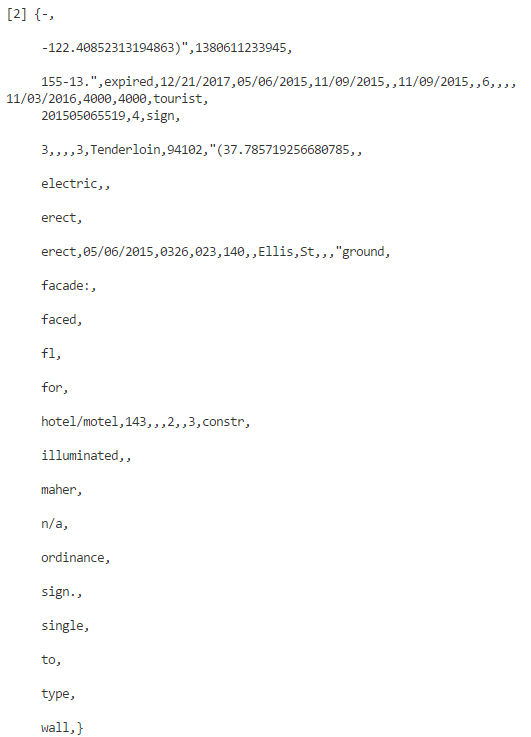 [2] {-,
-122.40852313194863)",1380611233945,
155-13.",expired,12/21/2017,05/06/2015,11/09/2015,,11/09/2015,,6,,,,
11/03/2016,4000,4000,tourist,
201505065519,4,sign,
3,,,,3,Tenderloin,94102,"(37.785719256680785,,
electric,,
erect,
erect,05/06/2015,0326,023,140,,Ellis,St,,,"ground,
facade:,
faced,
fl,
for,
hotel/motel,143,,,2,,3,constr,
illuminated,,
maher,
n/a,
ordinance,
sign.,
single,
to,
type,
wall,}